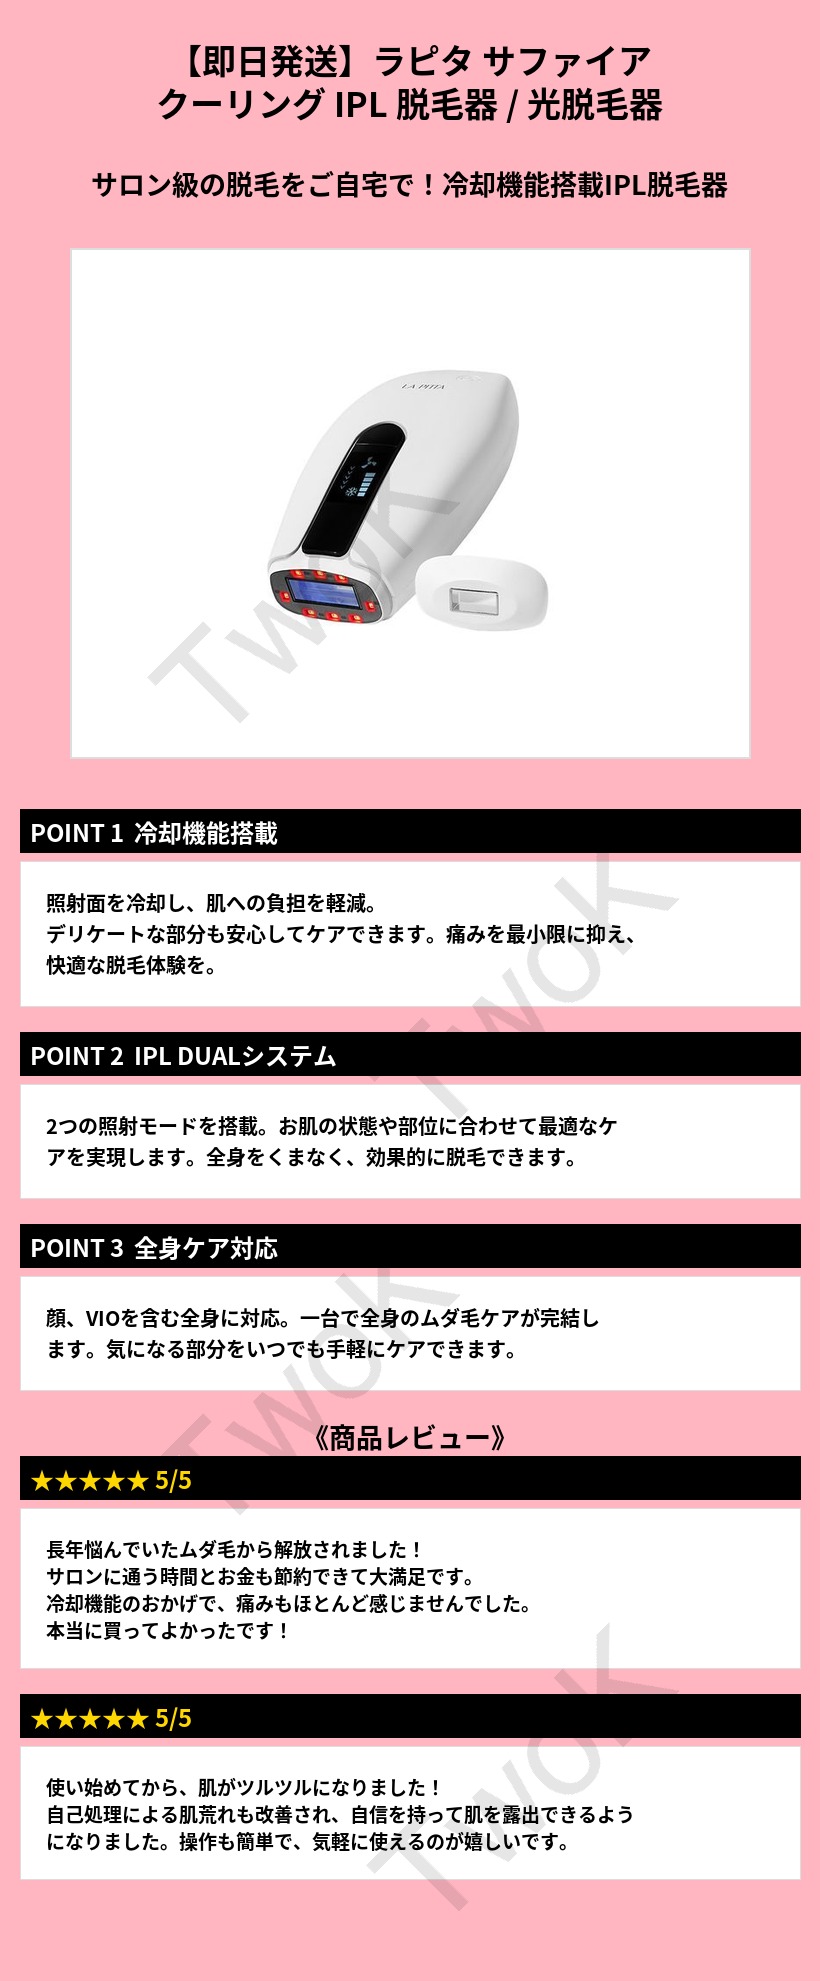 【即日発送】ラピタ サファイア
クーリング IPL 脱毛器 / 光脱毛器
サロン級の脱毛をご自宅で！冷却機能搭載IPL脱毛器
LA PITTA
TwoK
POINT 1 冷却機能搭載
照射面を冷却し、肌への負担を軽減。
デリケートな部分も安心してケアできます。痛みを最小限に抑え、
快適な脱毛体験を。
TwoK
POINT 2 IPL DUALシステム
2つの照射モードを搭載。お肌の状態や部位に合わせて最適なケ
アを実現します。全身をくまなく、効果的に脱毛できます。
POINT 3 全身ケア対応
顔、VIOを含む全身に対応。一台で全身のムダ毛ケアが完結し
ます。気になる部分をいつでも手軽にケアできます。
TwoK
《商品レビュー》
★★★★★ 5/5
長年悩んでいたムダ毛から解放されました！
サロンに通う時間とお金も節約できて大満足です。
冷却機能のおかげで、痛みもほとんど感じませんでした。
本当に買ってよかったです！
★★★★★ 5/5
使い始めてから、肌がツルツルになりました！
自己処理による肌荒れも改善され、自信を持って肌を露出できるよう
になりました。操作も簡単で、気軽に使えるのが嬉しいです。
TwoK